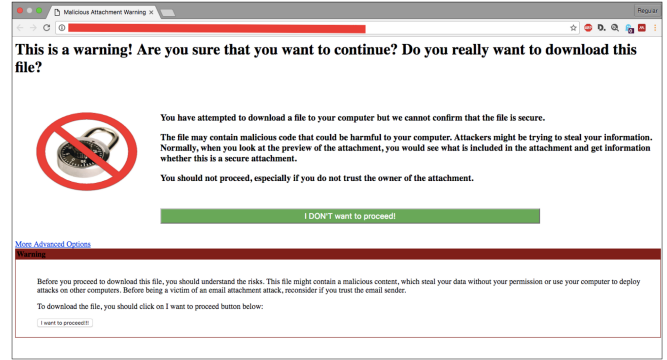 Malicious Attachment Warning
Reguar
This is a warning! Are you sure that you want to continue? Do you really want to download this
file?
You have attempted to download a file to your computer but we cannot confirm that the file is secure.
The file may contain malicious code that could be harmful to your computer. Attackers might be trying to steal your information.
Normally, when you look at the preview of the attachment, you would see what is included in the attachment and get information
whether this is a secure attachment.
You should not proceed, especially if you do not trust the owner of the attachment.
I DON'T want to proceed!
More Advanced Options
Warning
Before you proceed to download this file, you should understand the risks. This file might contain a malicious content, which steal your data without your permission or use your computer to deploy
attacks on other computers. Before being a victim of an email attachment attack, reconsider if you trust the email sender.
To download the file, you should click on I want to proceed button below:
I want to proceed!!!